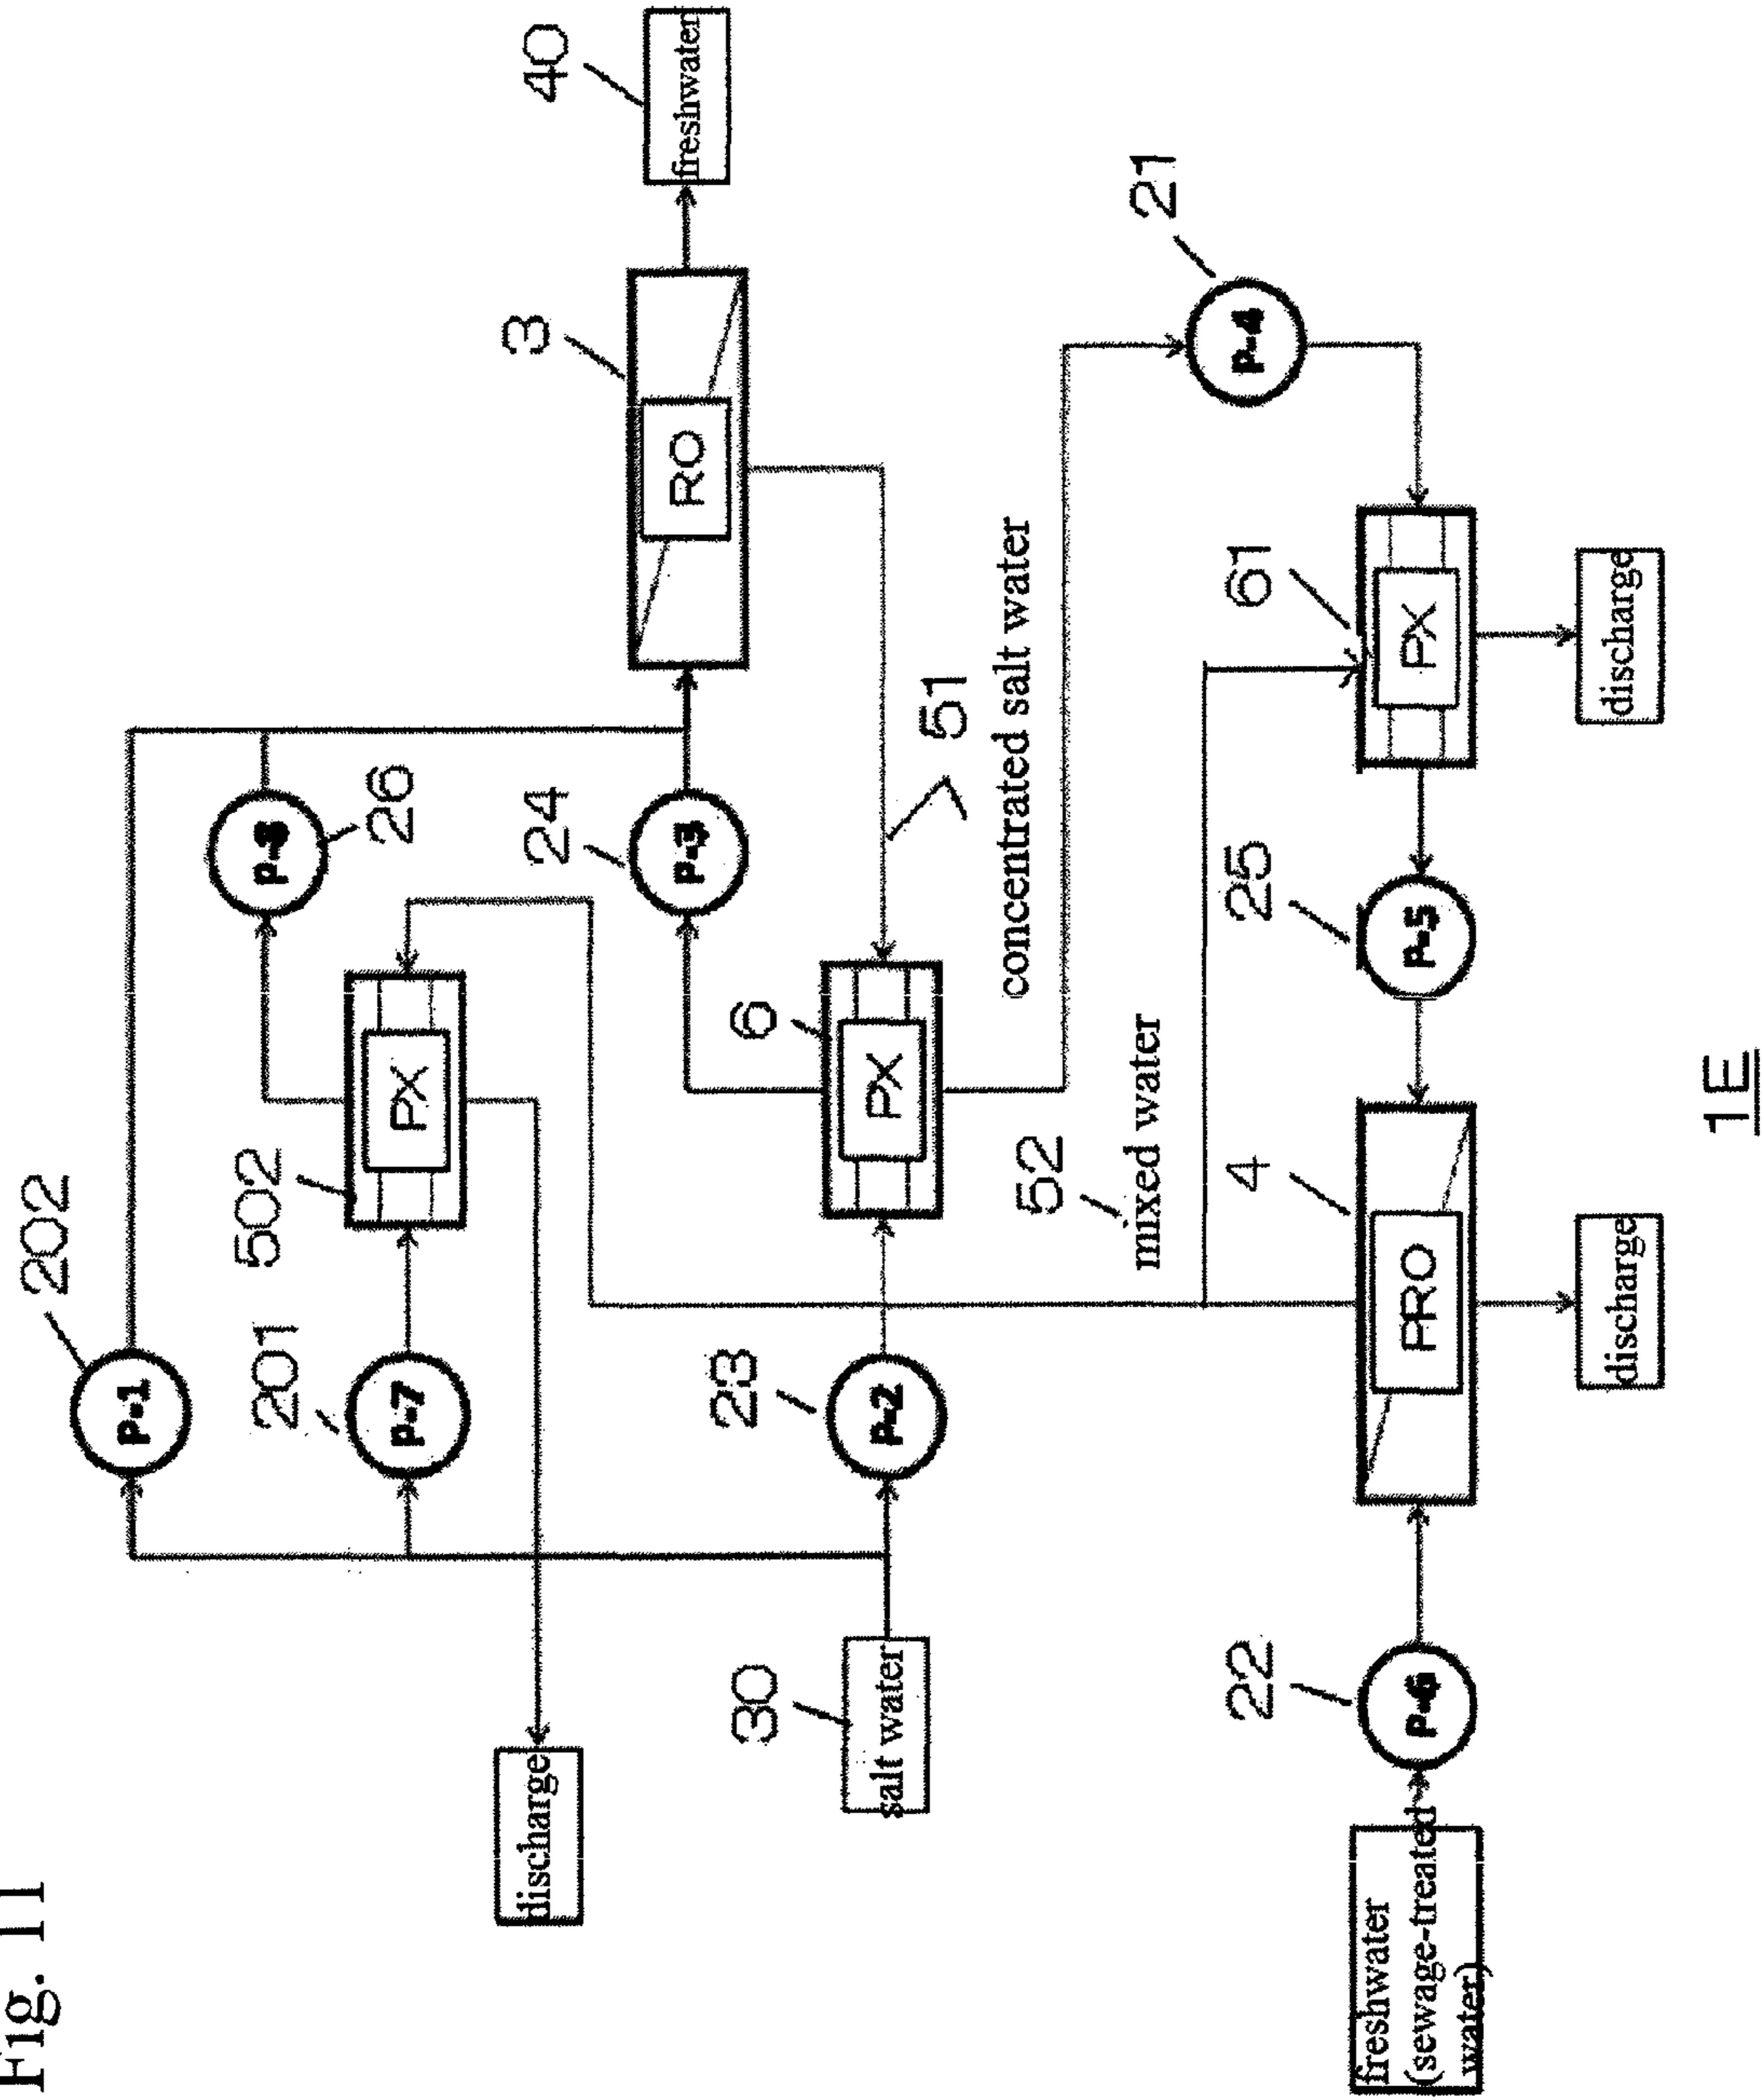 Fig. 11
202
P-1
201
502
P-8
26
P-7
PX
discharge
24
3
40
P-3
RO
freshwater
30
23
6
salt water
P-2
PX
51
concentrated salt water
52
mixed water
21
P-4
22
4
25
61
freshwater
(sewage-treated
water)
P-6
PRO
P-5
PX
discharge
discharge
1E